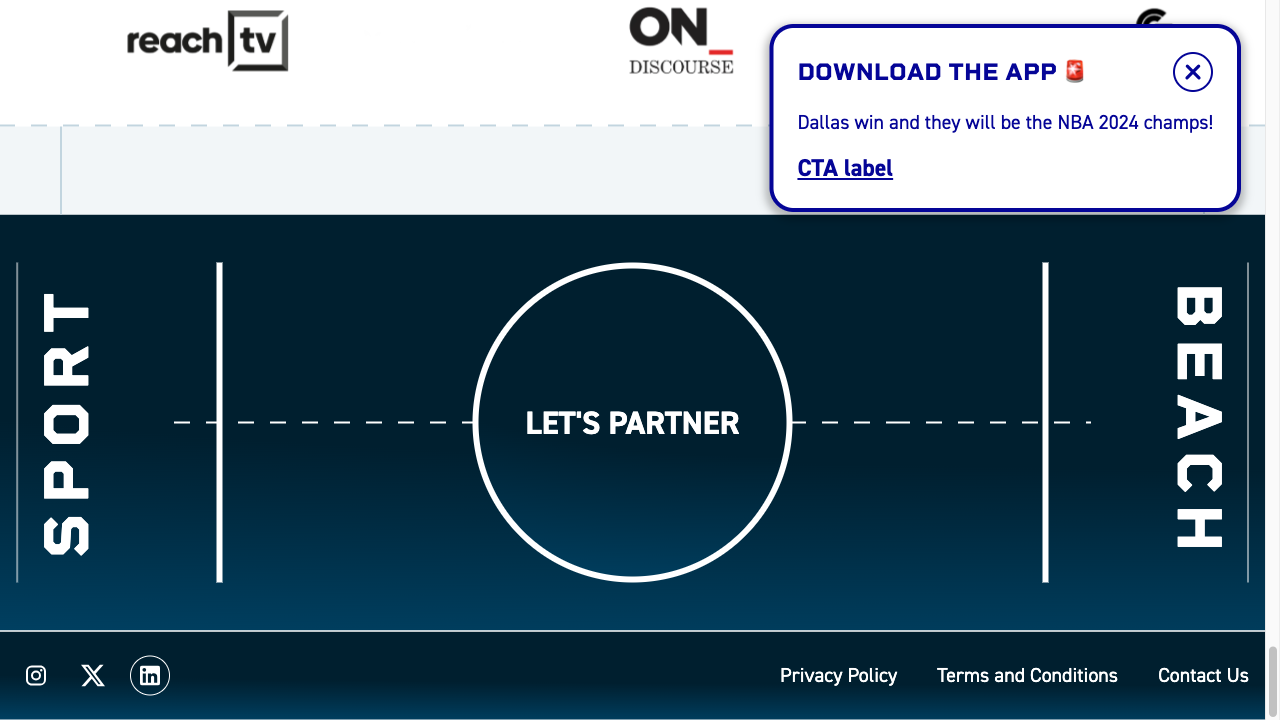 reach tv
ON_
DISCOURSE
DOWNLOAD THE APP 🚨
Dallas win and they will be the NBA 2024 champs!
CTA label
SPORT
LET'S PARTNER
BEACH
Privacy Policy
Terms and Conditions
Contact Us